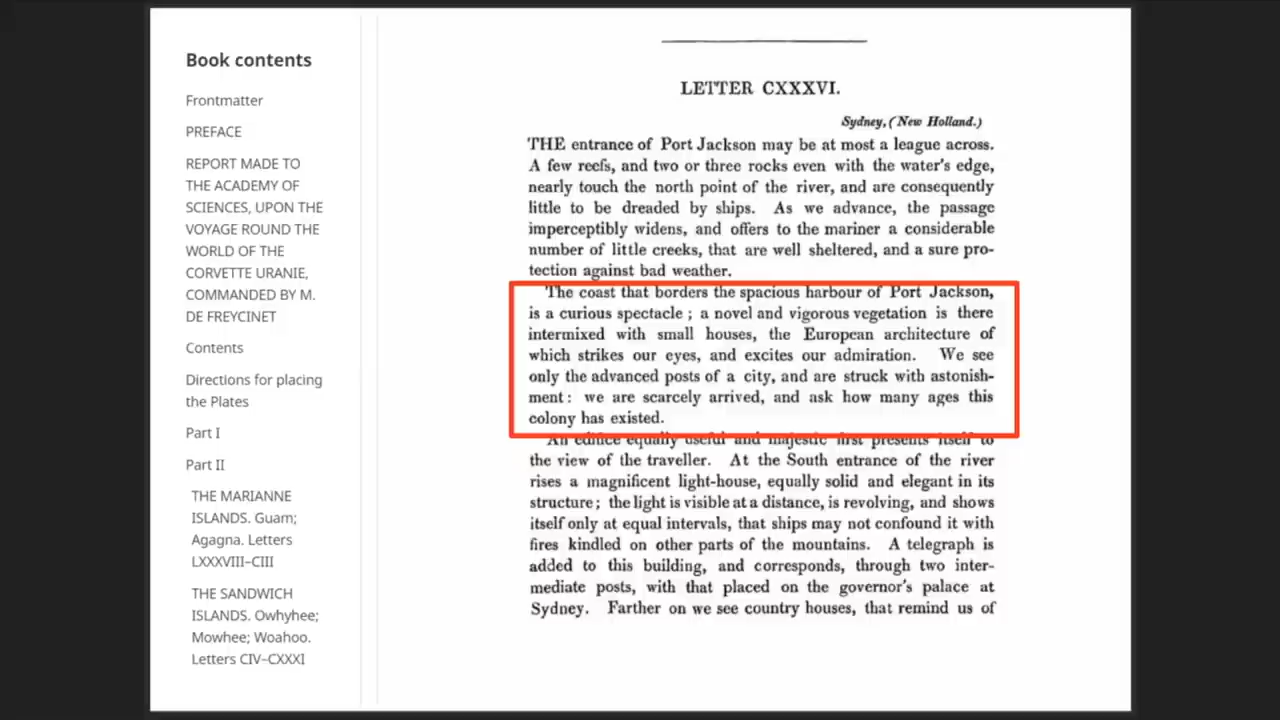 Book contents
Frontmatter
PREFACE
REPORT MADE TO
THE ACADEMY OF
SCIENCES, UPON THE
VOYAGE ROUND THE
WORLD OF THE
CORVETTE URANIE,
COMMANDED BY M.
DE FREYCINET
Contents
Directions for placing
the Plates
Part I
Part II
THE MARIANNE
ISLANDS. Guam;
Agagna. Letters
LXXXVIII–CIII
THE SANDWICH
ISLANDS. Owhyhee;
Mowhee; Woahoo.
Letters CIV–CXXXI
LETTER CXXXVI.
Sydney, (New Holland.)
THE entrance of Port Jackson may be at most a league across.
A few reefs, and two or three rocks even with the water's edge,
nearly touch the north point of the river, and are consequently
little to be dreaded by ships. As we advance, the passage
imperceptibly widens, and offers to the mariner a considerable
number of little creeks, that are well sheltered, and a sure pro-
tection against bad weather.
The coast that borders the spacious harbour of Port Jackson,
is a curious spectacle ; a novel and vigorous vegetation is there
intermixed with small houses, the European architecture of
which strikes our eyes, and excites our admiration. We see
only the advanced posts of a city, and are struck with astonish-
ment : we are scarcely arrived, and ask how many ages this
colony has existed.
An edifice equally useful and majestic first presents itself to
the view of the traveller. At the South entrance of the river
rises a magnificent light-house, equally solid and elegant in its
structure ; the light is visible at a distance, is revolving, and shows
itself only at equal intervals, that ships may not confound it with
fires kindled on other parts of the mountains. A telegraph is
added to this building, and corresponds, through two inter-
mediate posts, with that placed on the governor's palace at
Sydney. Farther on we see country houses, that remind us of